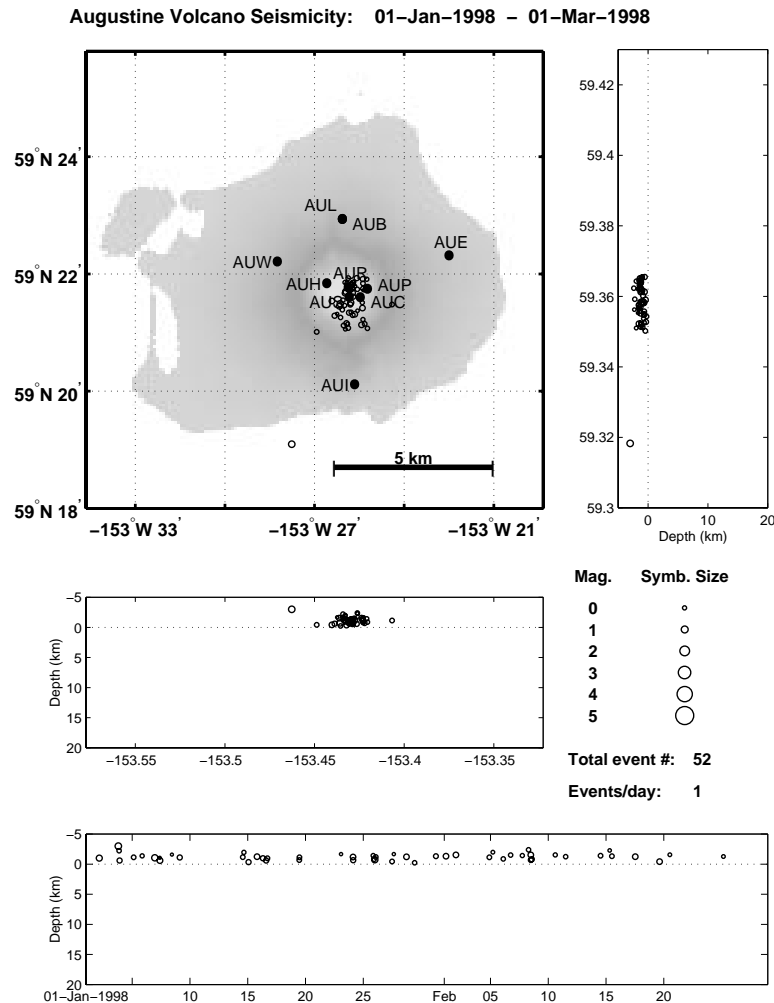 Augustine Volcano Seismicity: 01−Jan−1998 − 01−Mar−1998
59° N 24'
59° N 22'
59° N 20'
59° N 18'
−153° W 33'
−153° W 27'
−153° W 21'
AUL
AUB
AUE
AUW
AUR
AUH
AUP
AUC
AUI
5 km
59.42
59.4
59.38
59.36
59.34
59.32
59.3
0 10 20
Depth (km)
−5
0
5
10
15
20
Depth (km)
−153.55 −153.5 −153.45 −153.4 −153.35
Mag. Symb. Size
0
1
2
3
4
5
Total event #: 52
Events/day: 1
−5
0
5
10
15
20
Depth (km)
01−Jan−1998 10 15 20 25 Feb 05 10 15 20